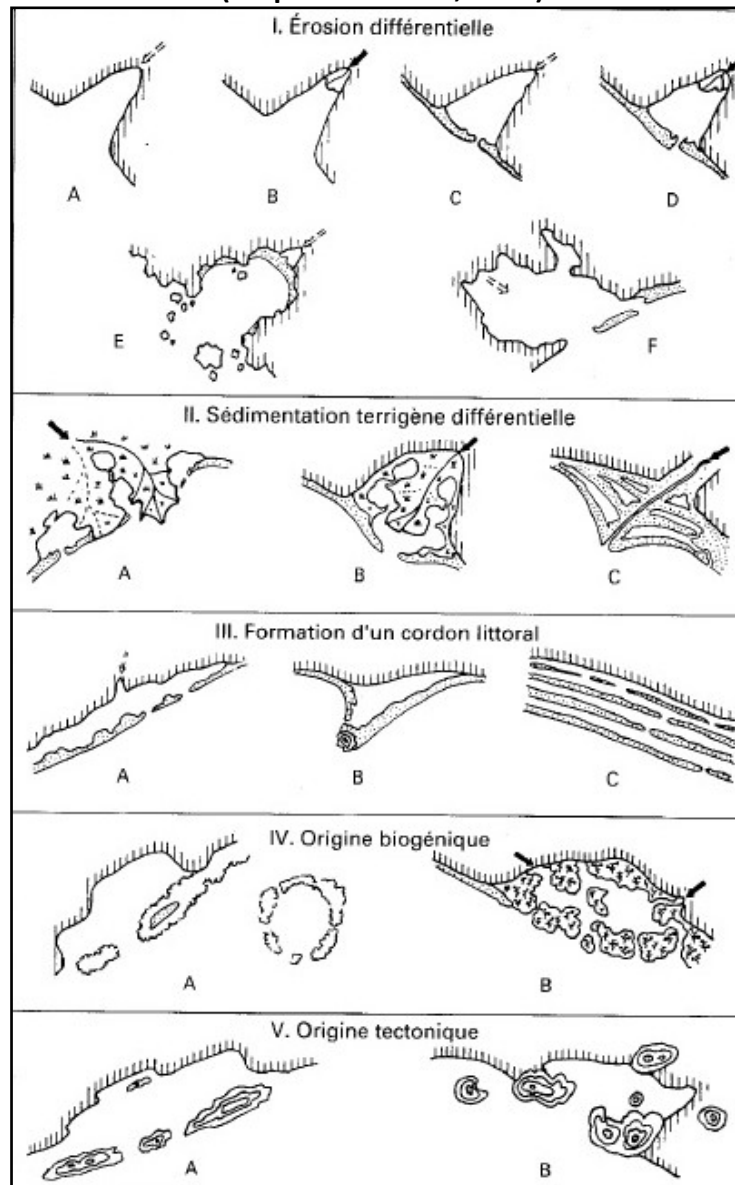 I. Érosion différentielle
A B C D
E F
II. Sédimentation terrigène différentielle
A B C
III. Formation d'un cordon littoral
A B C
IV. Origine biogénique
A B
V. Origine tectonique
A B